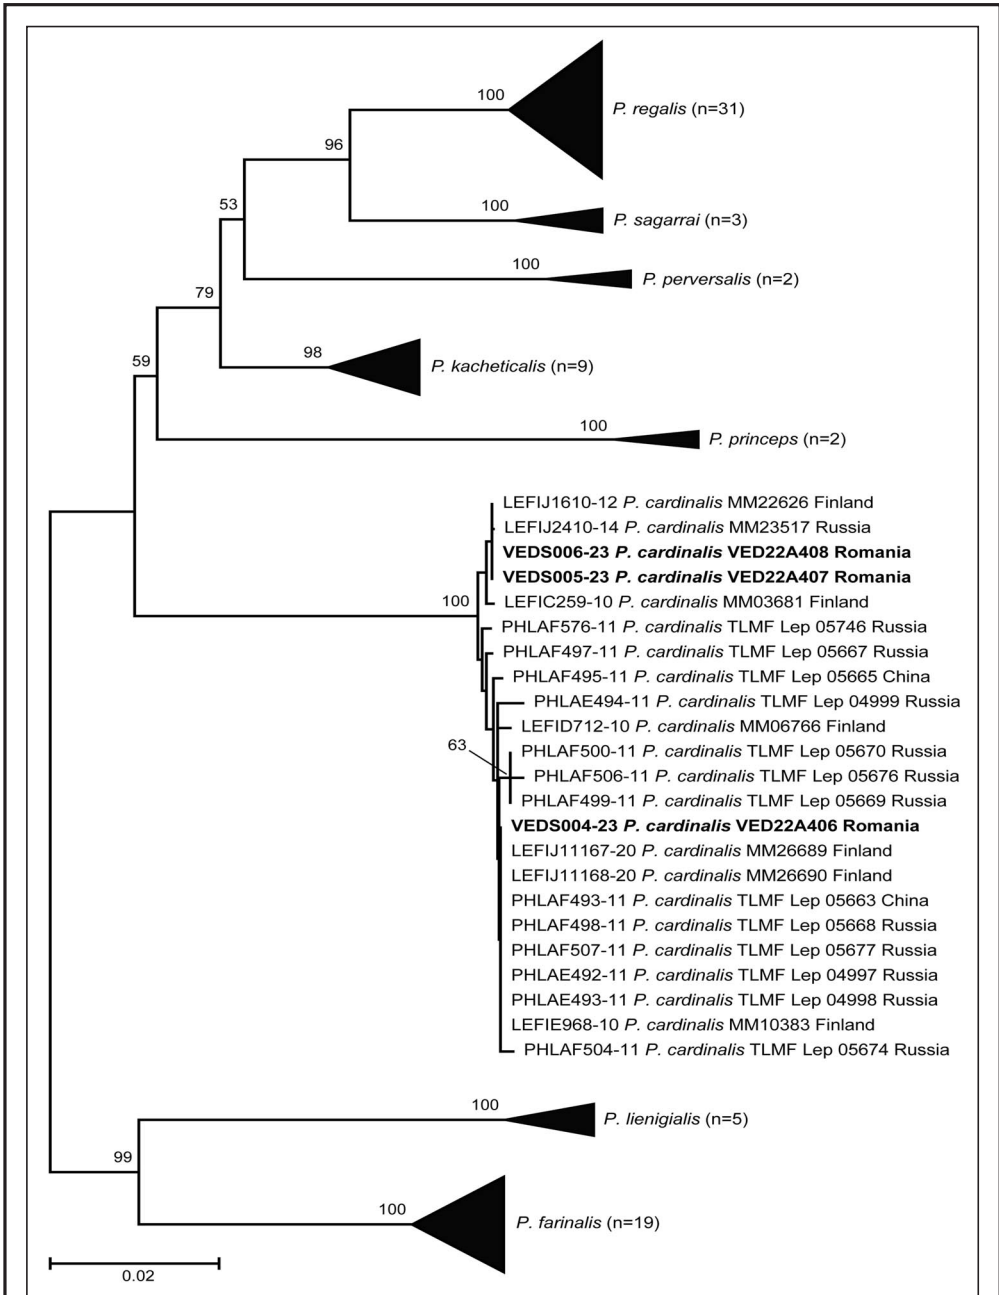 100
P. regalis (n=31)
96
100
P. sagarrai (n=3)
53
100
P. perversalis (n=2)
79
98
P. kacheticalis (n=9)
59
100
P. princeps (n=2)
LEFIJ1610-12 P. cardinalis MM22626 Finland
LEFIJ2410-14 P. cardinalis MM23517 Russia
VEDS006-23 P. cardinalis VED22A408 Romania
VEDS005-23 P. cardinalis VED22A407 Romania
100
LEFIC259-10 P. cardinalis MM03681 Finland
PHLAF576-11 P. cardinalis TLMF Lep 05746 Russia
PHLAF497-11 P. cardinalis TLMF Lep 05667 Russia
PHLAF495-11 P. cardinalis TLMF Lep 05665 China
PHLAE494-11 P. cardinalis TLMF Lep 04999 Russia
LEFID712-10 P. cardinalis MM06766 Finland
63
PHLAF500-11 P. cardinalis TLMF Lep 05670 Russia
PHLAF506-11 P. cardinalis TLMF Lep 05676 Russia
PHLAF499-11 P. cardinalis TLMF Lep 05669 Russia
VEDS004-23 P. cardinalis VED22A406 Romania
LEFIJ11167-20 P. cardinalis MM26689 Finland
LEFIJ11168-20 P. cardinalis MM26690 Finland
PHLAF493-11 P. cardinalis TLMF Lep 05663 China
PHLAF498-11 P. cardinalis TLMF Lep 05668 Russia
PHLAF507-11 P. cardinalis TLMF Lep 05677 Russia
PHLAE492-11 P. cardinalis TLMF Lep 04997 Russia
PHLAE493-11 P. cardinalis TLMF Lep 04998 Russia
LEFIE968-10 P. cardinalis MM10383 Finland
PHLAF504-11 P. cardinalis TLMF Lep 05674 Russia
100
P. lienigialis (n=5)
99
100
P. farinalis (n=19)
0.02